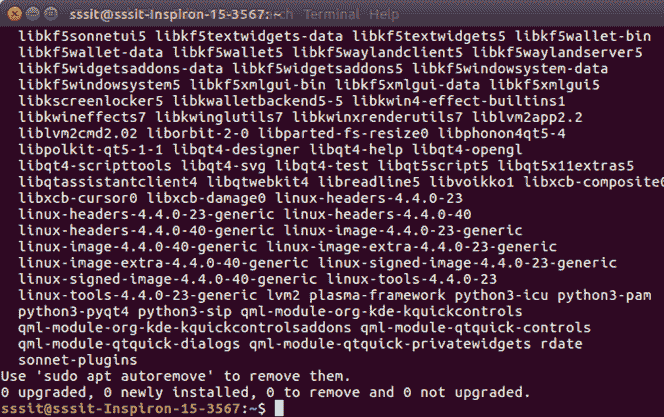 sssit@sssit-Inspiron-15-3567: ~ Terminal Help
libkf5sonnetui5 libkf5textwidgets-data libkf5textwidgets5 libkf5wallet-bin
libkf5wallet-data libkf5wallet5 libkf5waylandclient5 libkf5waylandserver5
libkf5widgetsaddons-data libkf5widgetsaddons5 libkf5windowsystem-data
libkf5windowsystem5 libkf5xmlgui-bin libkf5xmlgui-data libkf5xmlgui5
libkscreenlocker5 libkwalletbackend5-5 libkwin4-effect-builtins1
libkwineffects7 libkwinglutils7 libkwinxrenderutils7 liblvm2app2.2
liblvm2cmd2.02 liborbit-2-0 libparted-fs-resize0 libphonon4qt5-4
libpolkit-qt5-1-1 libqt4-designer libqt4-help libqt4-opengl
libqt4-scripttools libqt4-svg libqt4-test libqt5script5 libqt5x11extras5
libqtassistantclient4 libqtwebkit4 libreadline5 libvoikko1 libxcb-composite0
libxcb-cursor0 libxcb-damage0 linux-headers-4.4.0-23
linux-headers-4.4.0-23-generic linux-headers-4.4.0-40
linux-headers-4.4.0-40-generic linux-image-4.4.0-23-generic
linux-image-4.4.0-40-generic linux-image-extra-4.4.0-23-generic
linux-image-extra-4.4.0-40-generic linux-signed-image-4.4.0-23-generic
linux-signed-image-4.4.0-40-generic linux-tools-4.4.0-23
linux-tools-4.4.0-23-generic lvm2 plasma-framework python3-icu python3-pam
python3-pyqt4 python3-sip qml-module-org-kde-kquickcontrols
qml-module-org-kde-kquickcontrolsaddons qml-module-qtquick-controls
qml-module-qtquick-dialogs qml-module-qtquick-privatewidgets rdate
sonnet-plugins
Use 'sudo apt autoremove' to remove them.
0 upgraded, 0 newly installed, 0 to remove and 0 not upgraded.
sssit@sssit-Inspiron-15-3567:~$